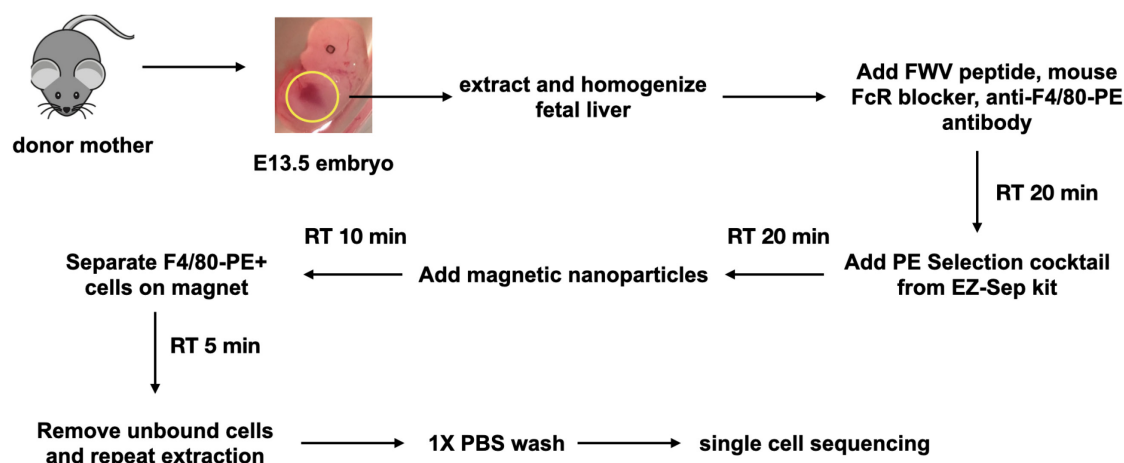 donor mother
E13.5 embryo
extract and homogenize
fetal liver
Add FWV peptide, mouse
FcR blocker, anti-F4/80-PE
antibody
RT 20 min
Add PE Selection cocktail
from EZ-Sep kit
RT 20 min
Add magnetic nanoparticles
RT 10 min
Separate F4/80-PE+
cells on magnet
RT 5 min
Remove unbound cells
and repeat extraction
1X PBS wash
single cell sequencing